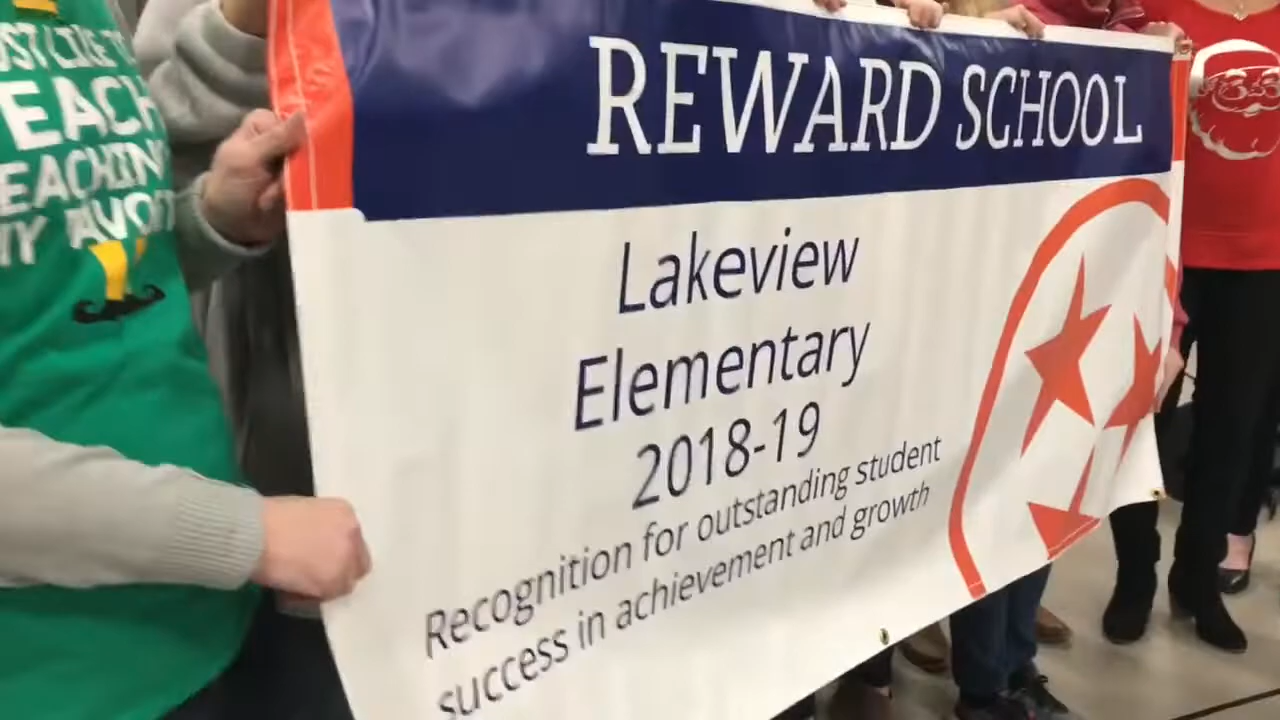 REWARD SCHOOL
Lakeview
Elementary
2018-19
Recognition for outstanding student
success in achievement and growth